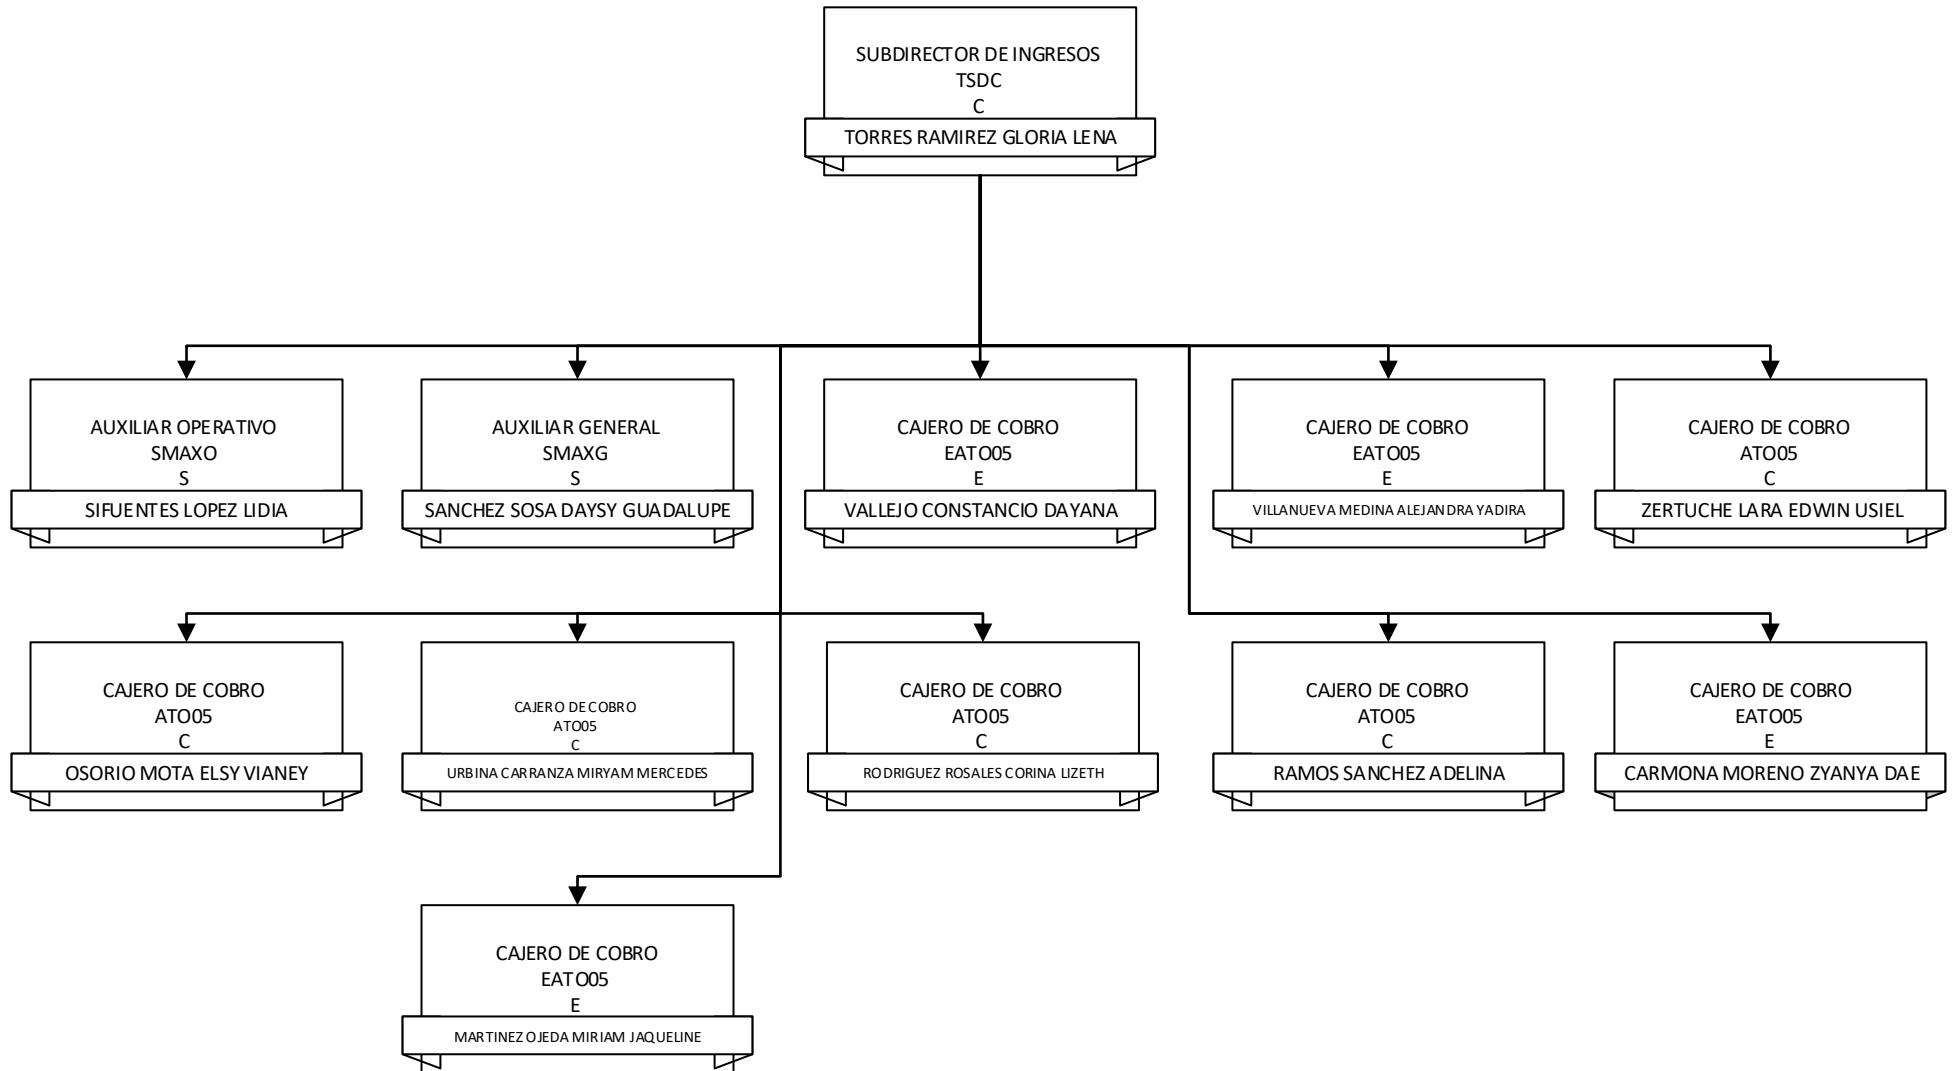 SUBDIRECTOR DE INGRESOS
TSDC
C
TORRES RAMIREZ GLORIA LENA
AUXILIAR OPERATIVO
SMAXO
S
SIFUENTES LOPEZ LIDIA
AUXILIAR GENERAL
SMAXG
S
SANCHEZ SOSA DAYSY GUADALUPE
CAJERO DE COBRO
EATO05
E
VALLEJO CONSTANCIO DAYANA
CAJERO DE COBRO
EATO05
E
VILLANUEVA MEDINA ALEJANDRA YADIRA
CAJERO DE COBRO
ATO05
C
ZERTUCHE LARA EDWIN USIEL
CAJERO DE COBRO
ATO05
C
OSORIO MOTA ELSY VIANEY
CAJERO DE COBRO
ATO05
C
URBINA CARRANZA MIRYAM MERCEDES
CAJERO DE COBRO
ATO05
C
RODRIGUEZ ROSALES CORINA LIZETH
CAJERO DE COBRO
ATO05
C
RAMOS SANCHEZ ADELINA
CAJERO DE COBRO
EATO05
E
CARMONA MORENO ZYANYA DAE
CAJERO DE COBRO
EATO05
E
MARTINEZ OJEDA MIRIAM JAQUELINE